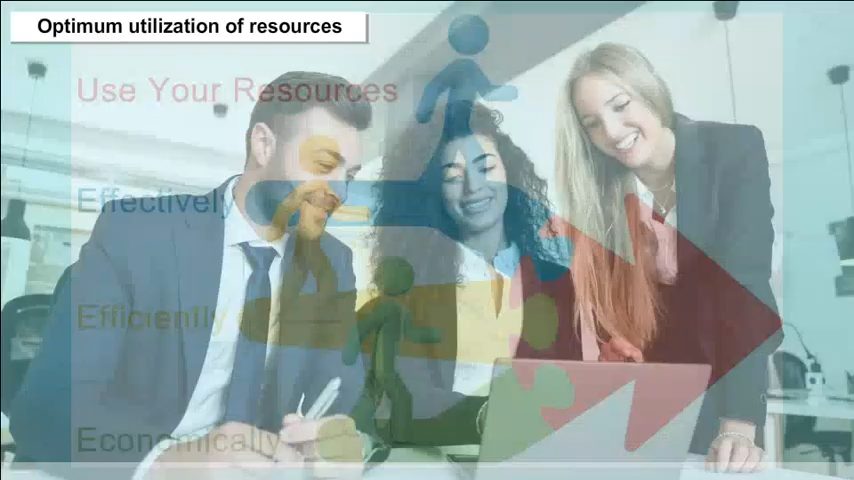 Optimum utilization of resources
Use Your Resources
Effectively
Efficiently
Economically